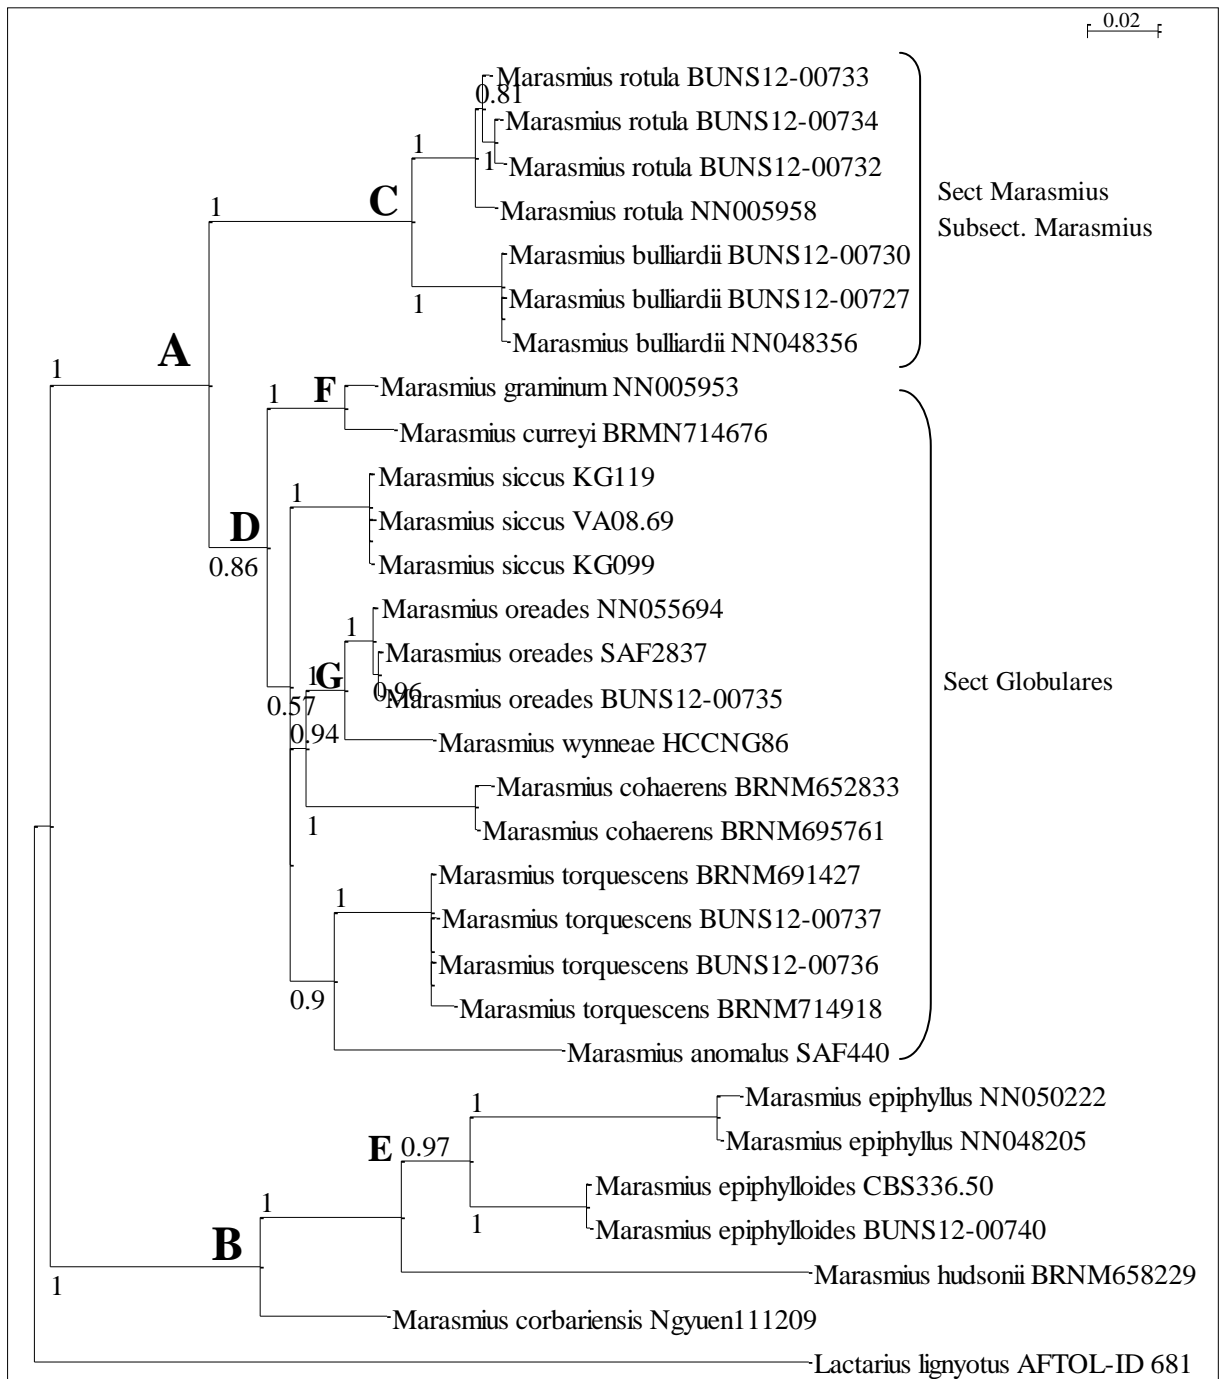 0.02
Marasmius rotula BUNS12-00733
0.81
Marasmius rotula BUNS12-00734
1
Marasmius rotula BUNS12-00732
1
C
Sect Marasmius
Subsect. Marasmius
1
Marasmius rotula NN005958
Marasmius bulliardii BUNS12-00730
1
Marasmius bulliardii BUNS12-00727
Marasmius bulliardii NN048356
A
1
1
F
Marasmius graminum NN005953
Marasmius curreyi BRMN714676
Marasmius siccus KG119
1
Marasmius siccus VA08.69
D
0.86
Marasmius siccus KG099
Marasmius oreades NN055694
1
Marasmius oreades SAF2837
1
G
0.96
Marasmius oreades BUNS12-00735
Sect Globulares
0.57
0.94
Marasmius wynneae HCCNG86
Marasmius cohaerens BRNM652833
1
Marasmius cohaerens BRNM695761
Marasmius torquescens BRNM691427
1
Marasmius torquescens BUNS12-00737
Marasmius torquescens BUNS12-00736
0.9
Marasmius torquescens BRNM714918
Marasmius anomalus SAF440
Marasmius epiphyllus NN050222
1
E
0.97
Marasmius epiphyllus NN048205
Marasmius epiphylloides CBS336.50
1
1
Marasmius epiphylloides BUNS12-00740
B
1
Marasmius hudsonii BRNM658229
Marasmius corbariensis Ngyuen111209
Lactarius lignyotus AFTOL-ID 681